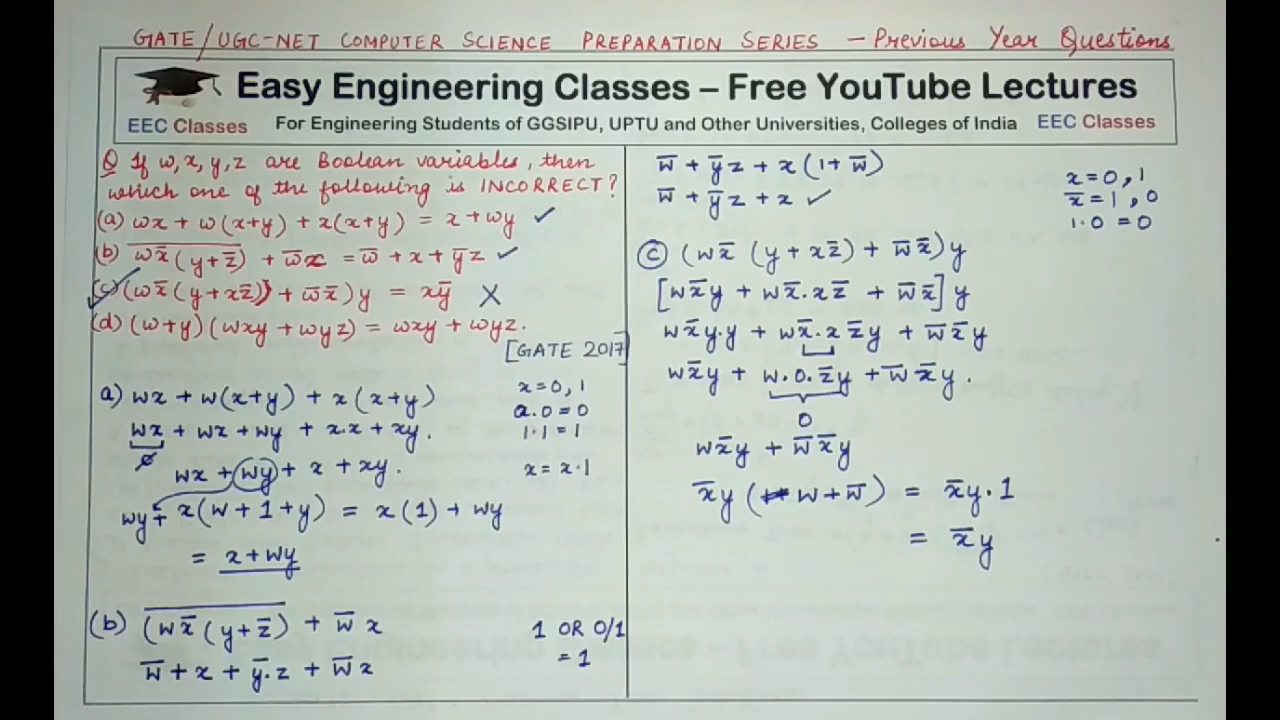 GATE/UGC-NET COMPUTER SCIENCE PREPARATION SERIES – Previous Year Questions
Easy Engineering Classes – Free YouTube Lectures
EEC Classes For Engineering Students of GGSIPU, UPTU and Other Universities, Colleges of India EEC Classes
Q If w, x, y, z are Boolean variables, then
which one of the following is INCORRECT?
(a) wx + w(x+y) + x(x+y) = x + wy ✓
(b) \overline{wx̄(y+z̄)} + w̄x = w̄ + x + ȳz ✓
(c) (wx̄(y+xz̄) + w̄x̄)y = xȳ X
(d) (w+y)(wxy + wyz) = wxy + wyz.
[GATE 2017]
a) wx + w(x+y) + x(x+y)
wx + wx + wy + x.x + xy.
wx + wy + x + xy.
wy + x(w + 1 + y) = x(1) + wy
= x + wy
x = 0, 1
a.0 = 0
1.1 = 1
x = x.1
(b) \overline{(wx̄(y+z̄)} + w̄x
w̄ + x + ȳ.z + w̄x
1 OR 0/1
= 1
w̄ + ȳz + x(1 + w̄)
w̄ + ȳz + x ✓
x = 0, 1
x̄ = 1, 0
1.0 = 0
(c) (wx̄ (y + xz̄) + w̄x̄)y
[wx̄y + wx̄.xz̄ + w̄x̄] y
wx̄y.y + wx̄.xz̄y + w̄x̄y
wx̄y + w.0.z̄y + w̄x̄y.
0
wx̄y + w̄x̄y
x̄y (w + w̄) = x̄y.1
= x̄y